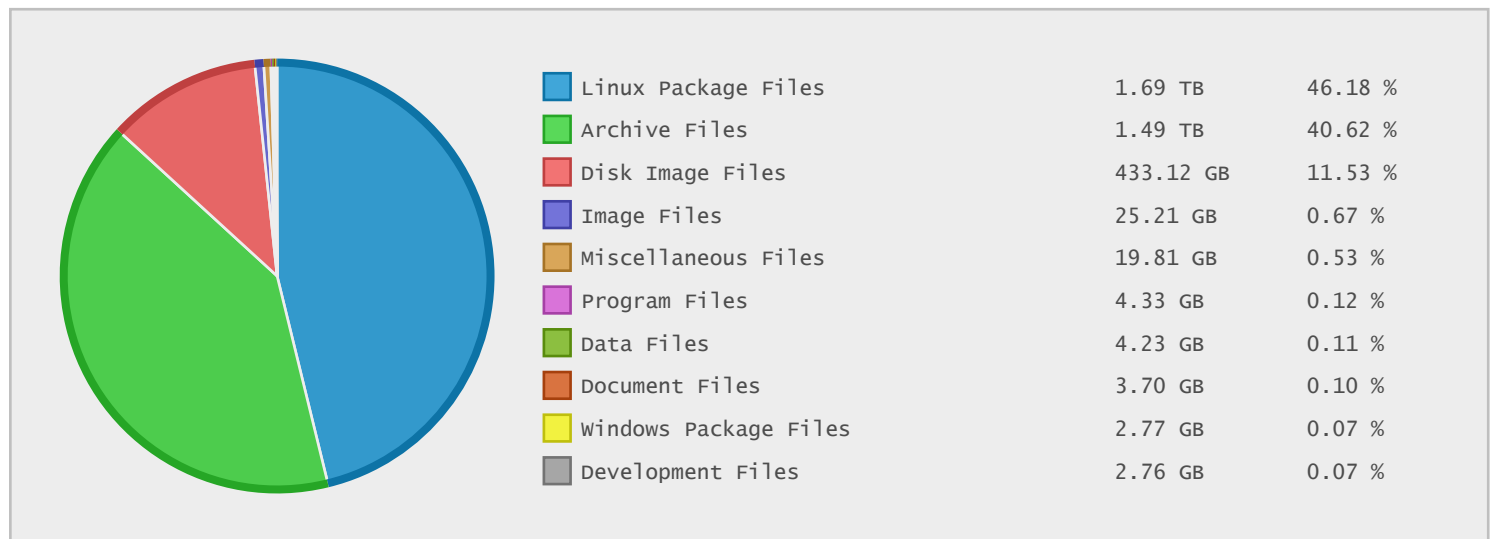 Linux Package Files 1.69 TB 46.18 %
Archive Files 1.49 TB 40.62 %
Disk Image Files 433.12 GB 11.53 %
Image Files 25.21 GB 0.67 %
Miscellaneous Files 19.81 GB 0.53 %
Program Files 4.33 GB 0.12 %
Data Files 4.23 GB 0.11 %
Document Files 3.70 GB 0.10 %
Windows Package Files 2.77 GB 0.07 %
Development Files 2.76 GB 0.07 %